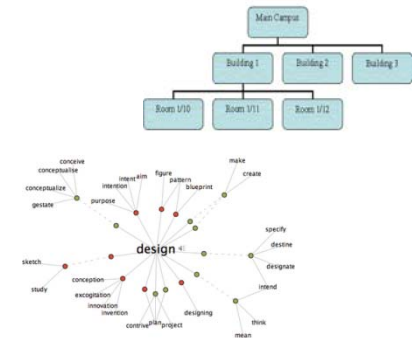 Main Campus
Building 1
Building 2
Building 3
Room 1/10
Room 1/11
Room 1/12
conceive
conceptualise
conceptualize
gestate
intent
aim
intention
purpose
figure
pattern
blueprint
make
create
design
sketch
study
conception
excogitation
innovation
invention
contrive
plan
project
designing
specify
destine
designate
intend
think
mean